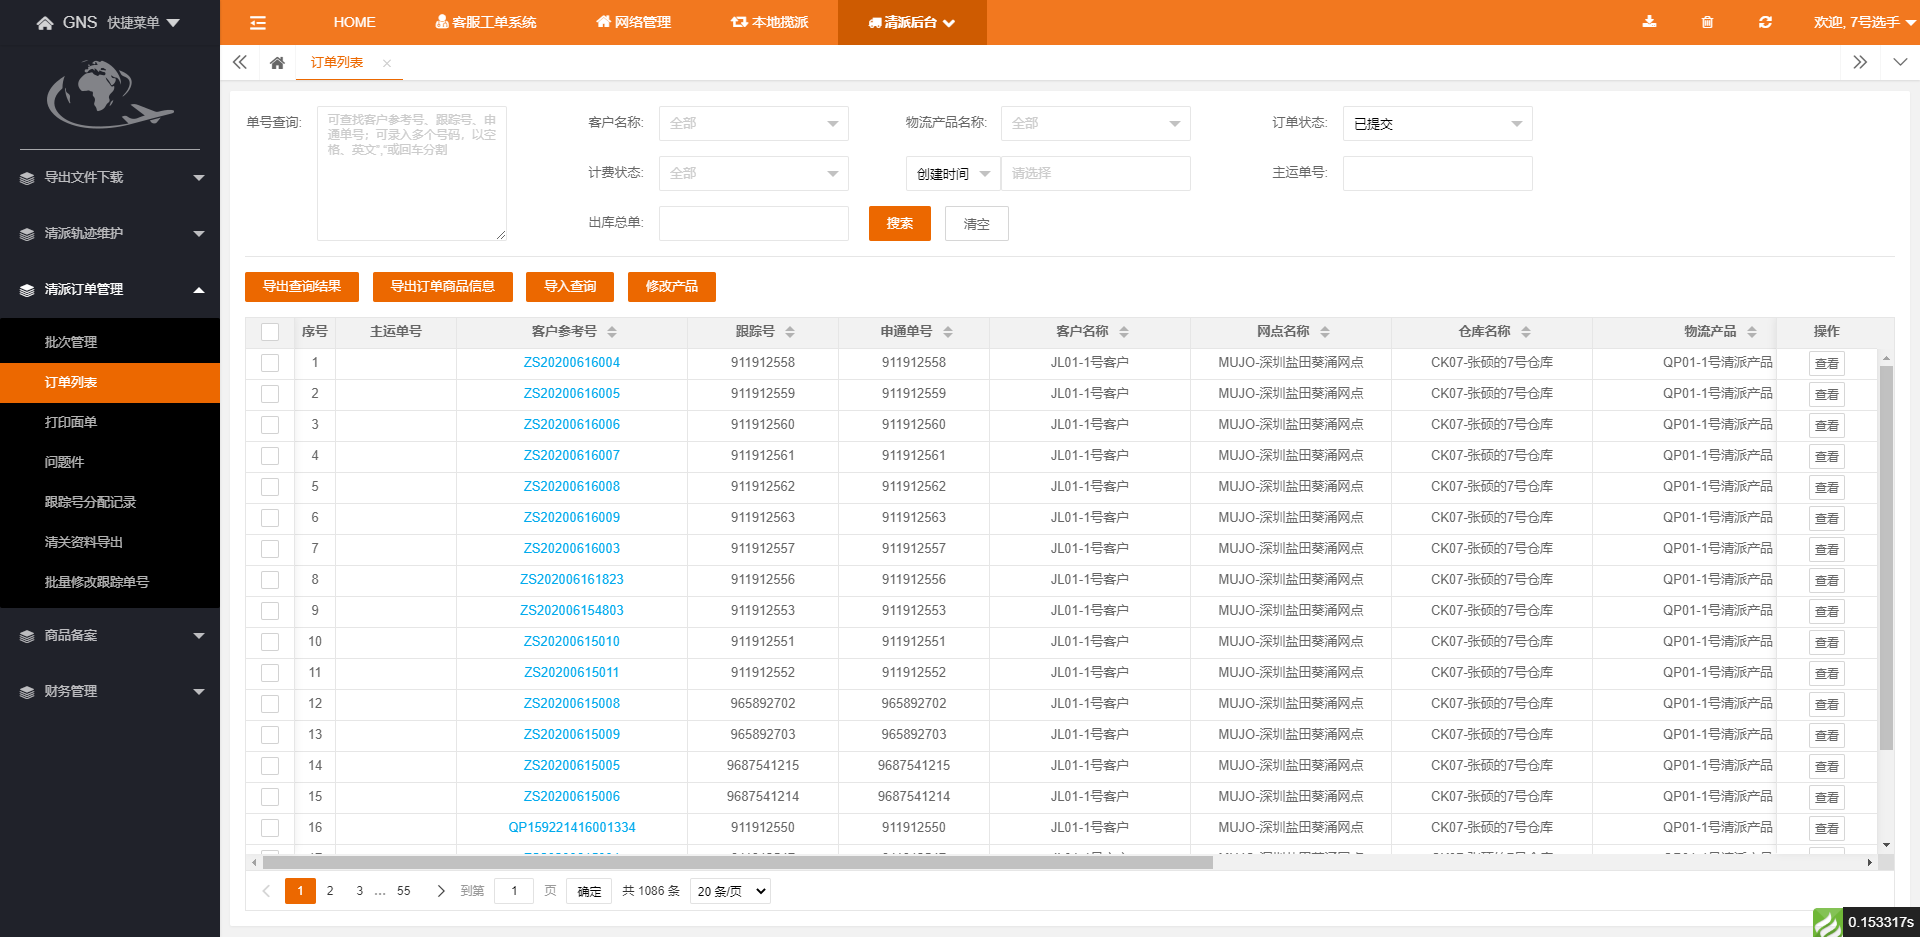 GNS 快捷菜单
HOME 客服工单系统 网络管理 本地揽派 清派后台
欢迎, 7号选手
订单列表
导出文件下载
清派轨迹维护
清派订单管理
批次管理
订单列表
打印面单
问题件
跟踪号分配记录
清关资料导出
批量修改跟踪单号
商品备案
财务管理
单号查询: 可查找客户参考号、跟踪号、申通单号；可录入多个号码，以空格、英文","或回车分割
客户名称: 全部 物流产品名称: 全部 订单状态: 已提交
计费状态: 全部 创建时间 请选择 主运单号:
出库总单: 搜索 清空
导出查询结果 导出订单商品信息 导入查询 修改产品
序号 主运单号 客户参考号 跟踪号 申通单号 客户名称 网点名称 仓库名称 物流产品 操作
1 ZS20200616004 911912558 911912558 JL01-1号客户 MUJO-深圳盐田葵涌网点 CK07-张硕的7号仓库 QP01-1号清派产品 查看
2 ZS20200616005 911912559 911912559 JL01-1号客户 MUJO-深圳盐田葵涌网点 CK07-张硕的7号仓库 QP01-1号清派产品 查看
3 ZS20200616006 911912560 911912560 JL01-1号客户 MUJO-深圳盐田葵涌网点 CK07-张硕的7号仓库 QP01-1号清派产品 查看
4 ZS20200616007 911912561 911912561 JL01-1号客户 MUJO-深圳盐田葵涌网点 CK07-张硕的7号仓库 QP01-1号清派产品 查看
5 ZS20200616008 911912562 911912562 JL01-1号客户 MUJO-深圳盐田葵涌网点 CK07-张硕的7号仓库 QP01-1号清派产品 查看
6 ZS20200616009 911912563 911912563 JL01-1号客户 MUJO-深圳盐田葵涌网点 CK07-张硕的7号仓库 QP01-1号清派产品 查看
7 ZS20200616003 911912557 911912557 JL01-1号客户 MUJO-深圳盐田葵涌网点 CK07-张硕的7号仓库 QP01-1号清派产品 查看
8 ZS202006161823 911912556 911912556 JL01-1号客户 MUJO-深圳盐田葵涌网点 CK07-张硕的7号仓库 QP01-1号清派产品 查看
9 ZS202006154803 911912553 911912553 JL01-1号客户 MUJO-深圳盐田葵涌网点 CK07-张硕的7号仓库 QP01-1号清派产品 查看
10 ZS20200615010 911912551 911912551 JL01-1号客户 MUJO-深圳盐田葵涌网点 CK07-张硕的7号仓库 QP01-1号清派产品 查看
11 ZS20200615011 911912552 911912552 JL01-1号客户 MUJO-深圳盐田葵涌网点 CK07-张硕的7号仓库 QP01-1号清派产品 查看
12 ZS20200615008 965892702 965892702 JL01-1号客户 MUJO-深圳盐田葵涌网点 CK07-张硕的7号仓库 QP01-1号清派产品 查看
13 ZS20200615009 965892703 965892703 JL01-1号客户 MUJO-深圳盐田葵涌网点 CK07-张硕的7号仓库 QP01-1号清派产品 查看
14 ZS20200615005 9687541215 9687541215 JL01-1号客户 MUJO-深圳盐田葵涌网点 CK07-张硕的7号仓库 QP01-1号清派产品 查看
15 ZS20200615006 9687541214 9687541214 JL01-1号客户 MUJO-深圳盐田葵涌网点 CK07-张硕的7号仓库 QP01-1号清派产品 查看
16 QP159221416001334 911912550 911912550 JL01-1号客户 MUJO-深圳盐田葵涌网点 CK07-张硕的7号仓库 QP01-1号清派产品 查看
1 2 3 … 55 到第 1 页 确定 共 1086 条 20 条/页
0.153317s